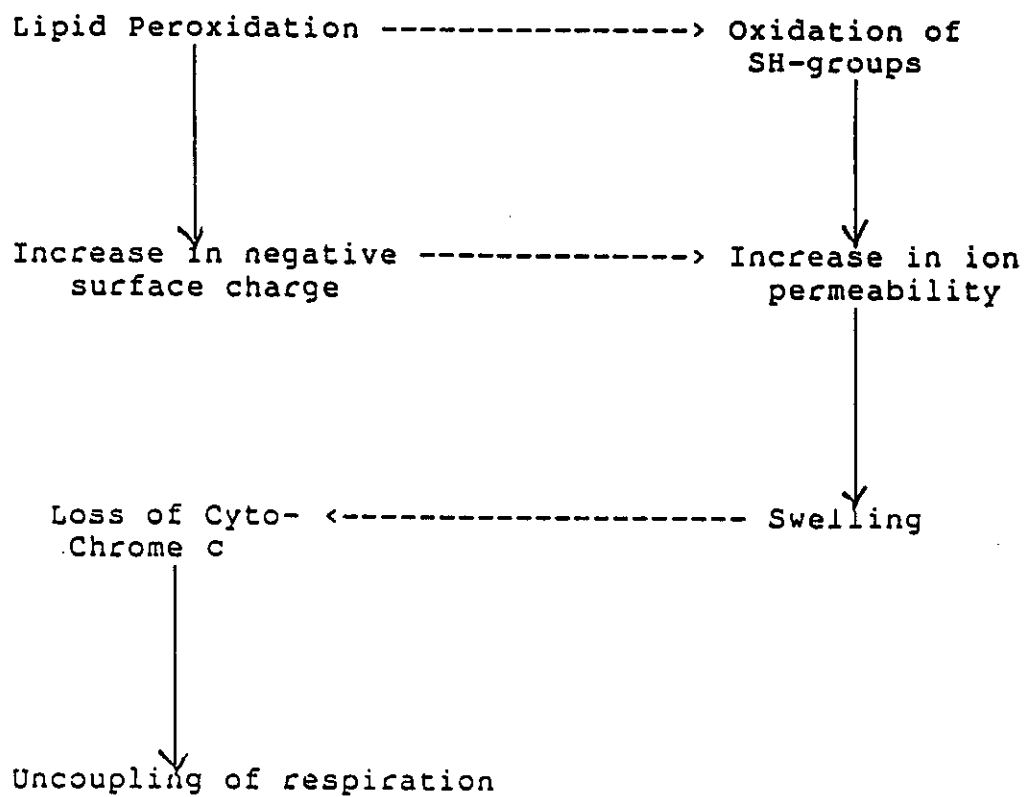 Lipid Peroxidation ----------------> Oxidation of
SH-groups
Increase in negative --------------> Increase in ion
surface charge
permeability
Loss of Cyto- <--------------------- Swelling
Chrome c
Uncoupling of respiration